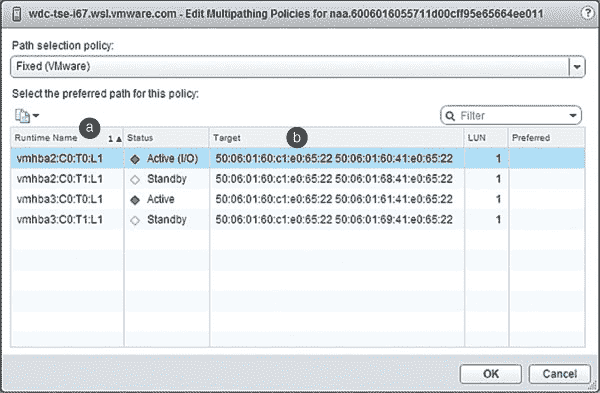 wdc-tse-i67.wsl.vmware.com - Edit Multipathing Policies for naa.6006016055711d00cff95e65664ee011 ?
Path selection policy:
Fixed (VMware)
Select the preferred path for this policy:
Filter
a b
Runtime Name 1 ▲ Status Target LUN Preferred
vmhba2:C0:T0:L1 Active (I/O) 50:06:01:60:c1:e0:65:22 50:06:01:60:41:e0:65:22 1
vmhba2:C0:T1:L1 Standby 50:06:01:60:c1:e0:65:22 50:06:01:68:41:e0:65:22 1
vmhba3:C0:T0:L1 Active 50:06:01:60:c1:e0:65:22 50:06:01:61:41:e0:65:22 1
vmhba3:C0:T1:L1 Standby 50:06:01:60:c1:e0:65:22 50:06:01:69:41:e0:65:22 1
OK Cancel